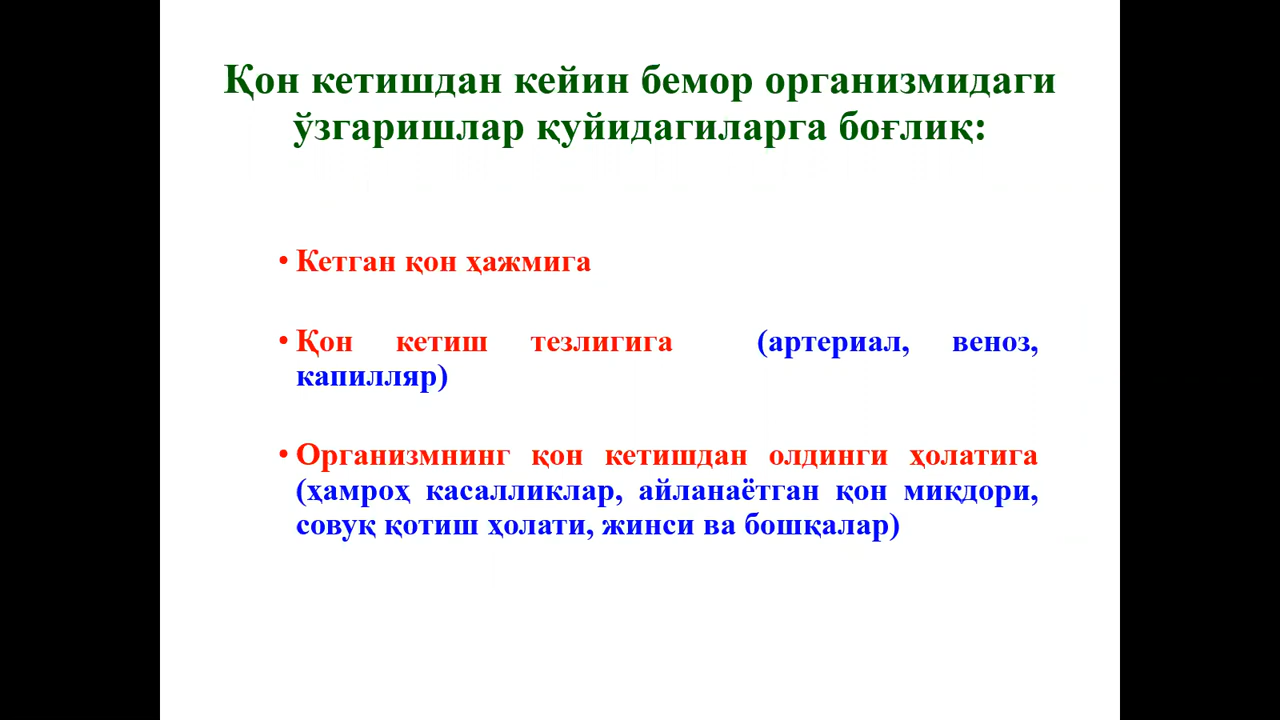 Қон кетишдан кейин бемор организмидаги
ўзгаришлар қуйидагиларга боғлиқ:
• Кетган қон ҳажмига
• Қон кетиш тезлигига (артериал, веноз,
капилляр)
• Организмнинг қон кетишдан олдинги ҳолатига
(ҳамроҳ касалликлар, айланаётган қон миқдори,
совуқ қотиш ҳолати, жинси ва бошқалар)